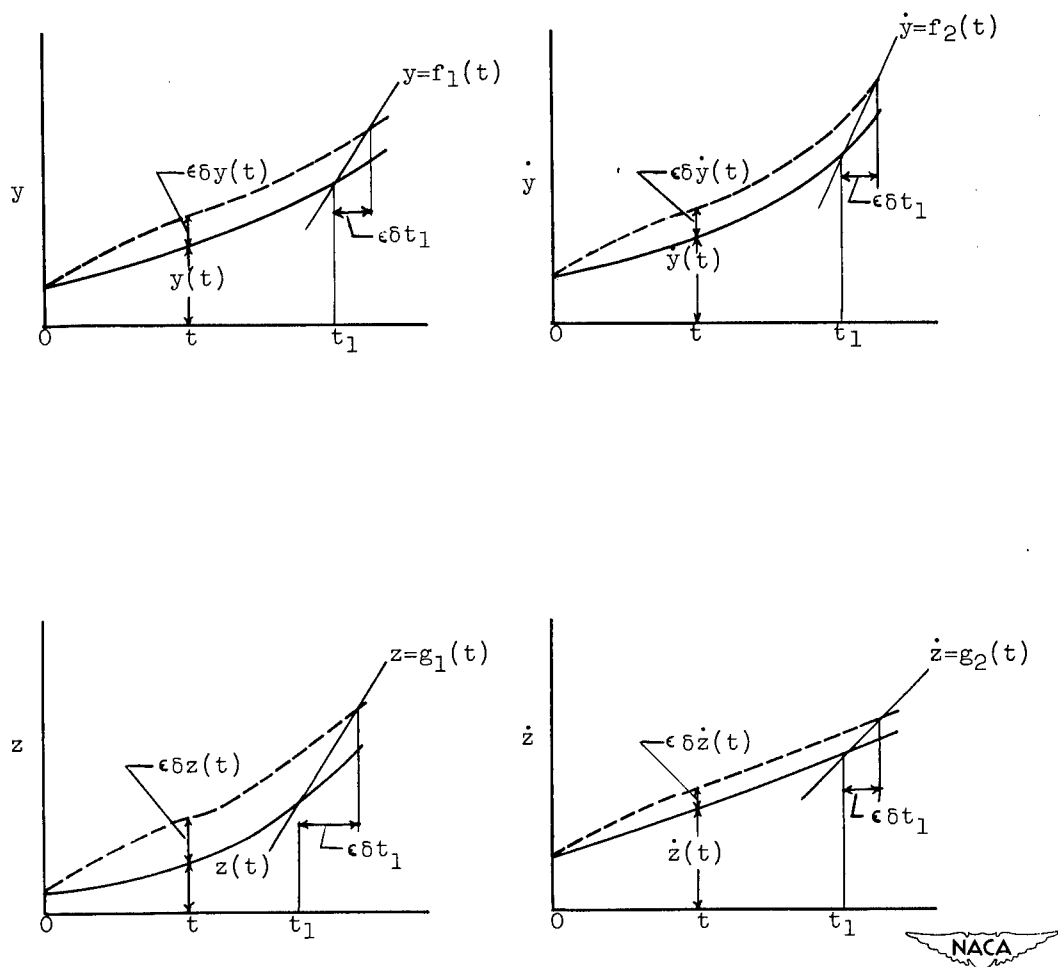 y=f1(t)
ϵδy(t)
y
ϵδt1
y(t)
0
t
t1
ẏ=f2(t)
ϵδẏ(t)
ẏ
ϵδt1
ẏ(t)
0
t
t1
z=g1(t)
z
ϵδz(t)
z(t)
ϵδt1
0
t
t1
ż=g2(t)
ż
ϵδż(t)
ϵδt1
ż(t)
0
t
t1
NACA